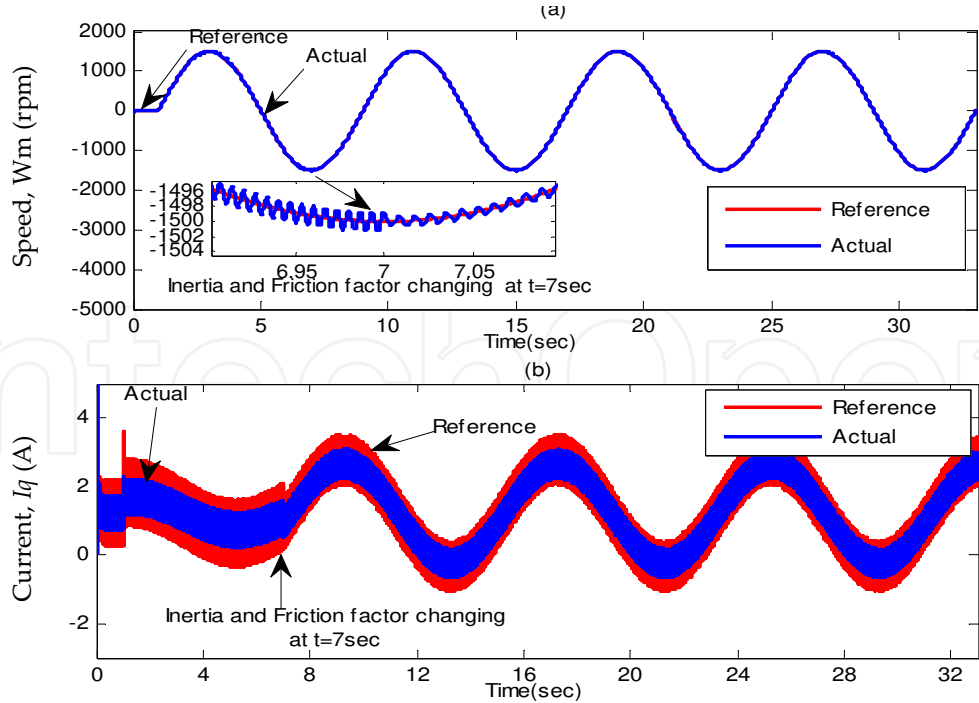 (a)
Speed, Wm (rpm)
2000
1000
0
-1000
-2000
-3000
-4000
-5000
Reference
Actual
-1496
-1498
-1500
-1502
-1504
6.95
7
7.05
Inertia and Friction factor changing at t=7sec
Reference
Actual
0
5
10
15
20
25
30
Time(sec)
(b)
Current, Iq (A)
4
2
0
-2
Actual
Reference
Reference
Actual
Inertia and Friction factor changing
at t=7sec
0
4
8
12
16
20
24
28
32
Time(sec)